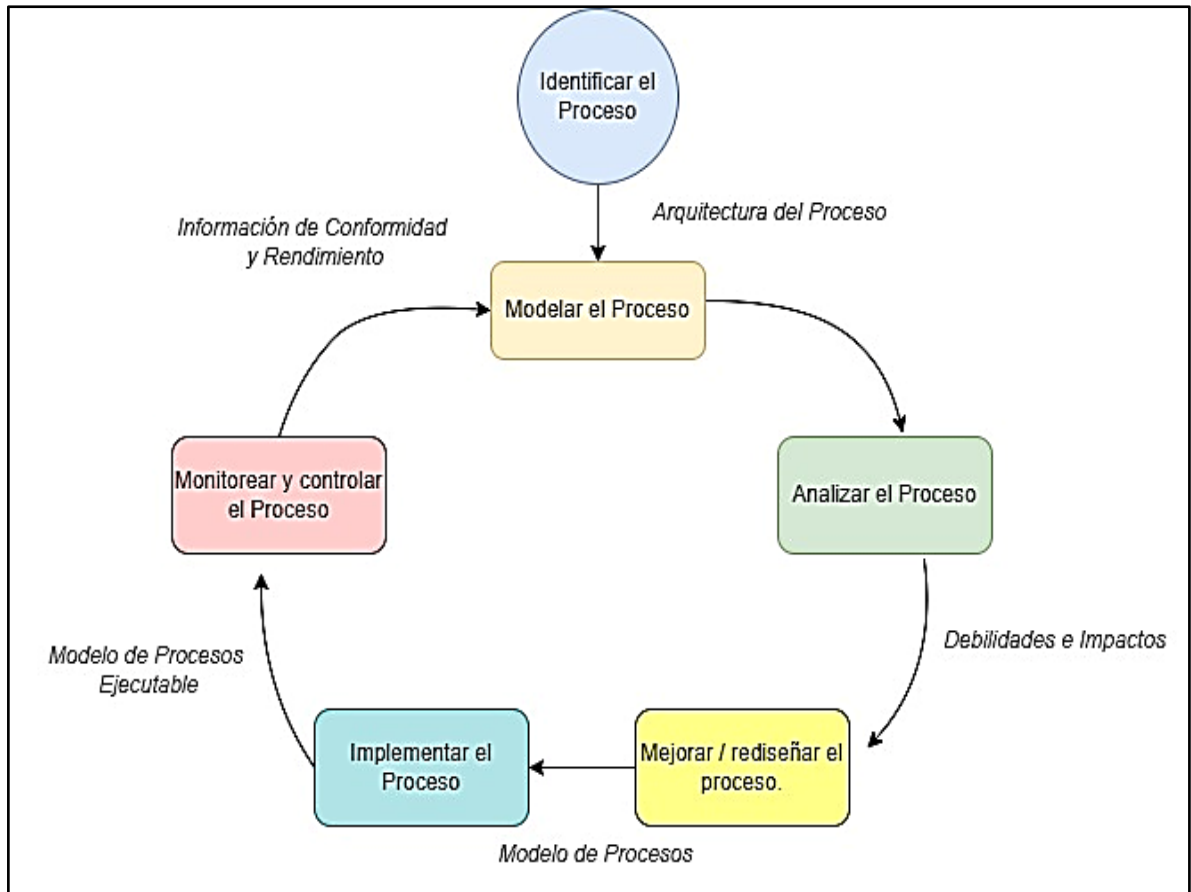 Identificar el
Proceso
Arquitectura del Proceso
Información de Conformidad
y Rendimiento
Modelar el Proceso
Monitorear y controlar
el Proceso
Analizar el Proceso
Debilidades e Impactos
Modelo de Procesos
Ejecutable
Implementar el
Proceso
Mejorar / rediseñar el
proceso.
Modelo de Procesos